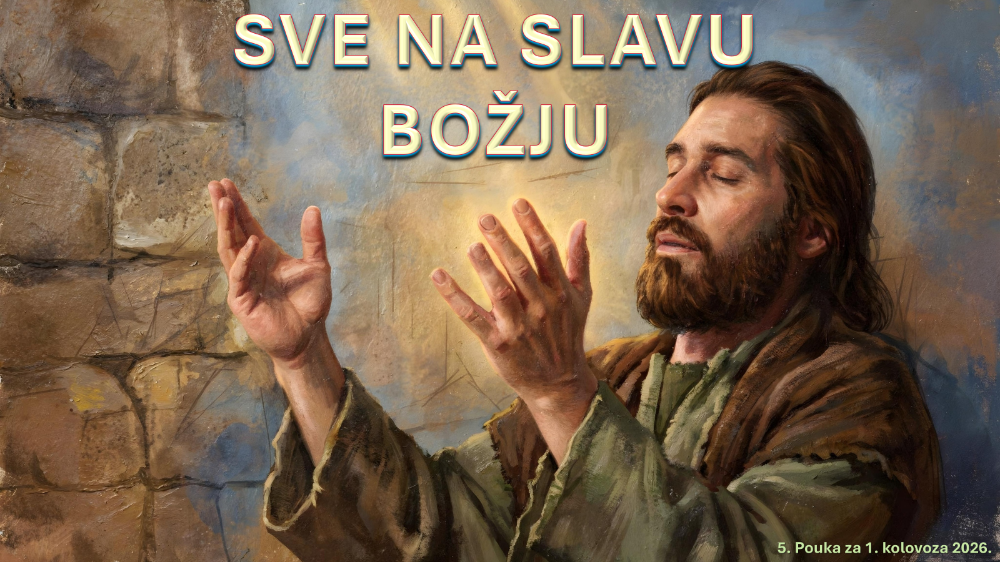 SVE NA SLAVU
BOŽJU
5. Pouka za 1. kolovoza 2026.